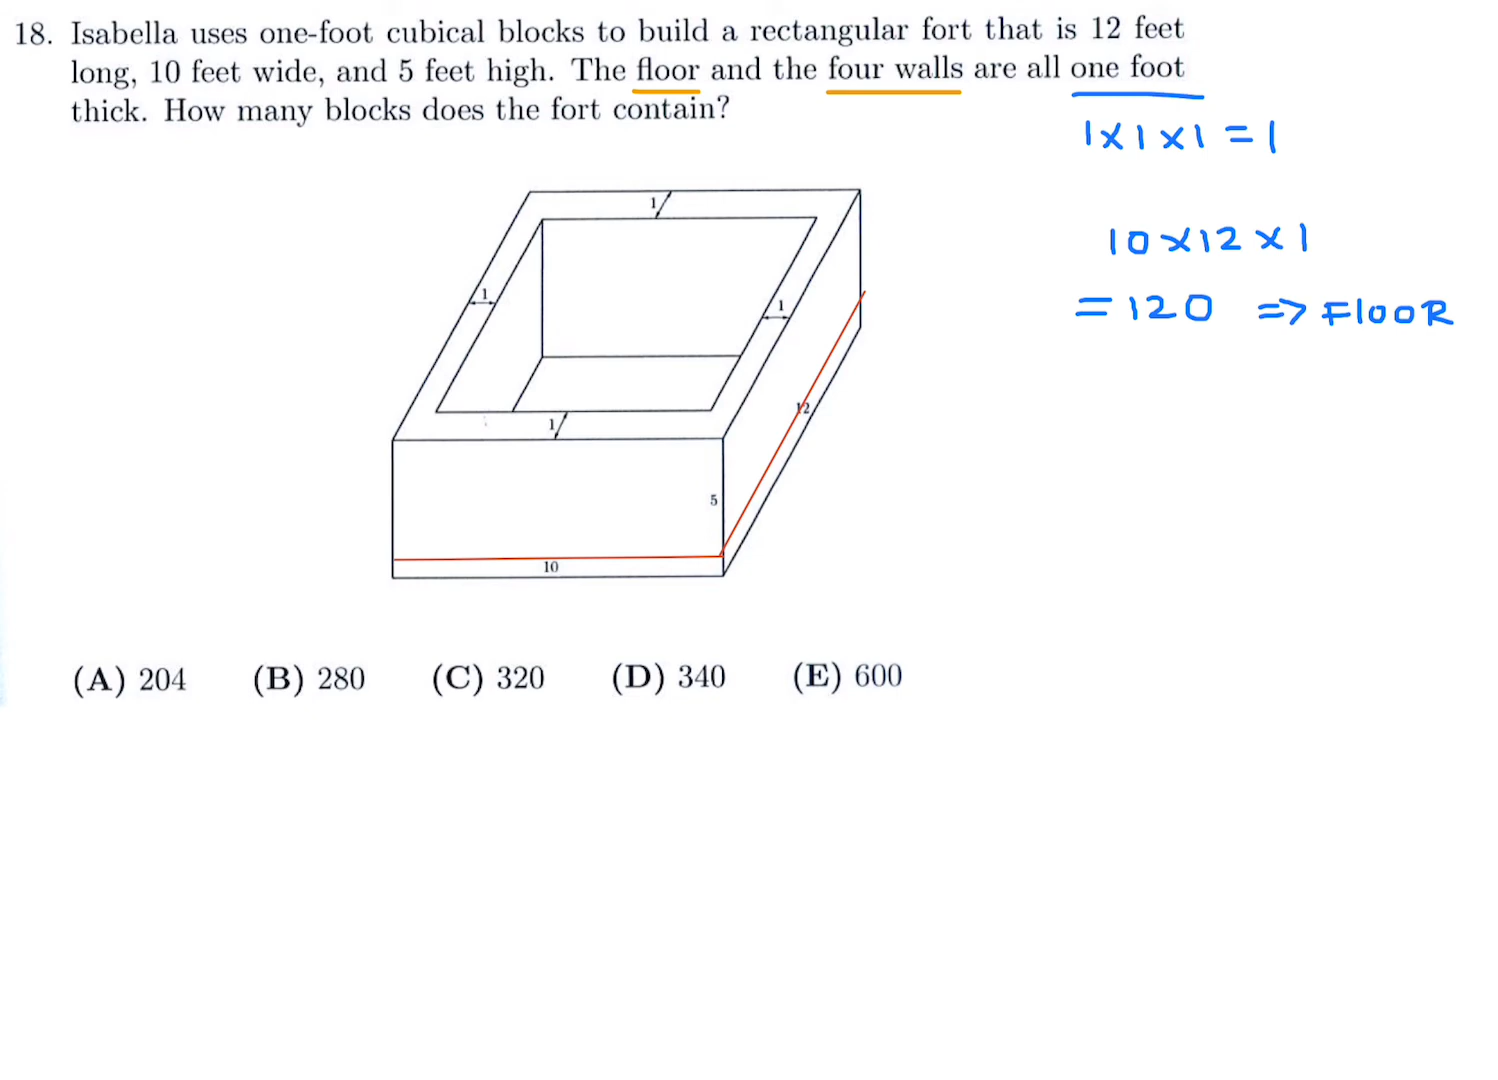 18. Isabella uses one-foot cubical blocks to build a rectangular fort that is 12 feet
long, 10 feet wide, and 5 feet high. The floor and the four walls are all one foot
thick. How many blocks does the fort contain?
1×1×1=1
10×12×1
=120 => FlooR
1
1
1
12
1
5
10
(A) 204 (B) 280 (C) 320 (D) 340 (E) 600